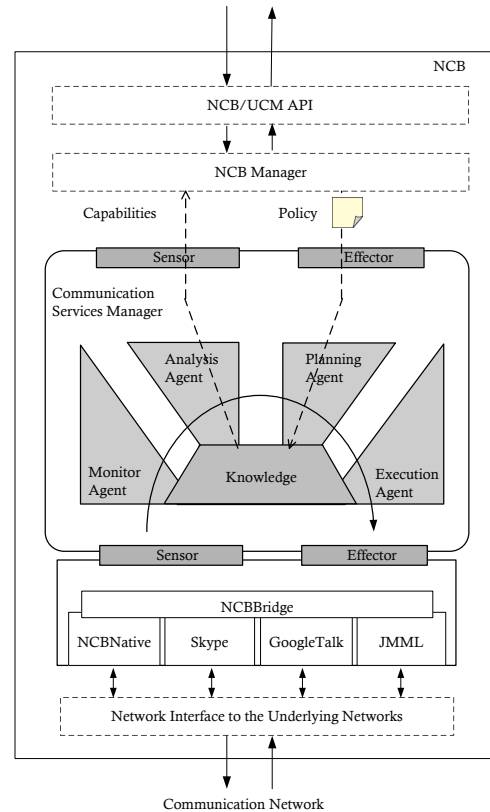 NCB
NCB/UCM API
NCB Manager
Capabilities
Policy
Sensor
Effector
Communication
Services Manager
Analysis
Agent
Planning
Agent
Monitor
Agent
Knowledge
Execution
Agent
Sensor
Effector
NCBBridge
NCBNative
Skype
GoogleTalk
JMML
Network Interface to the Underlying Networks
Communication Network